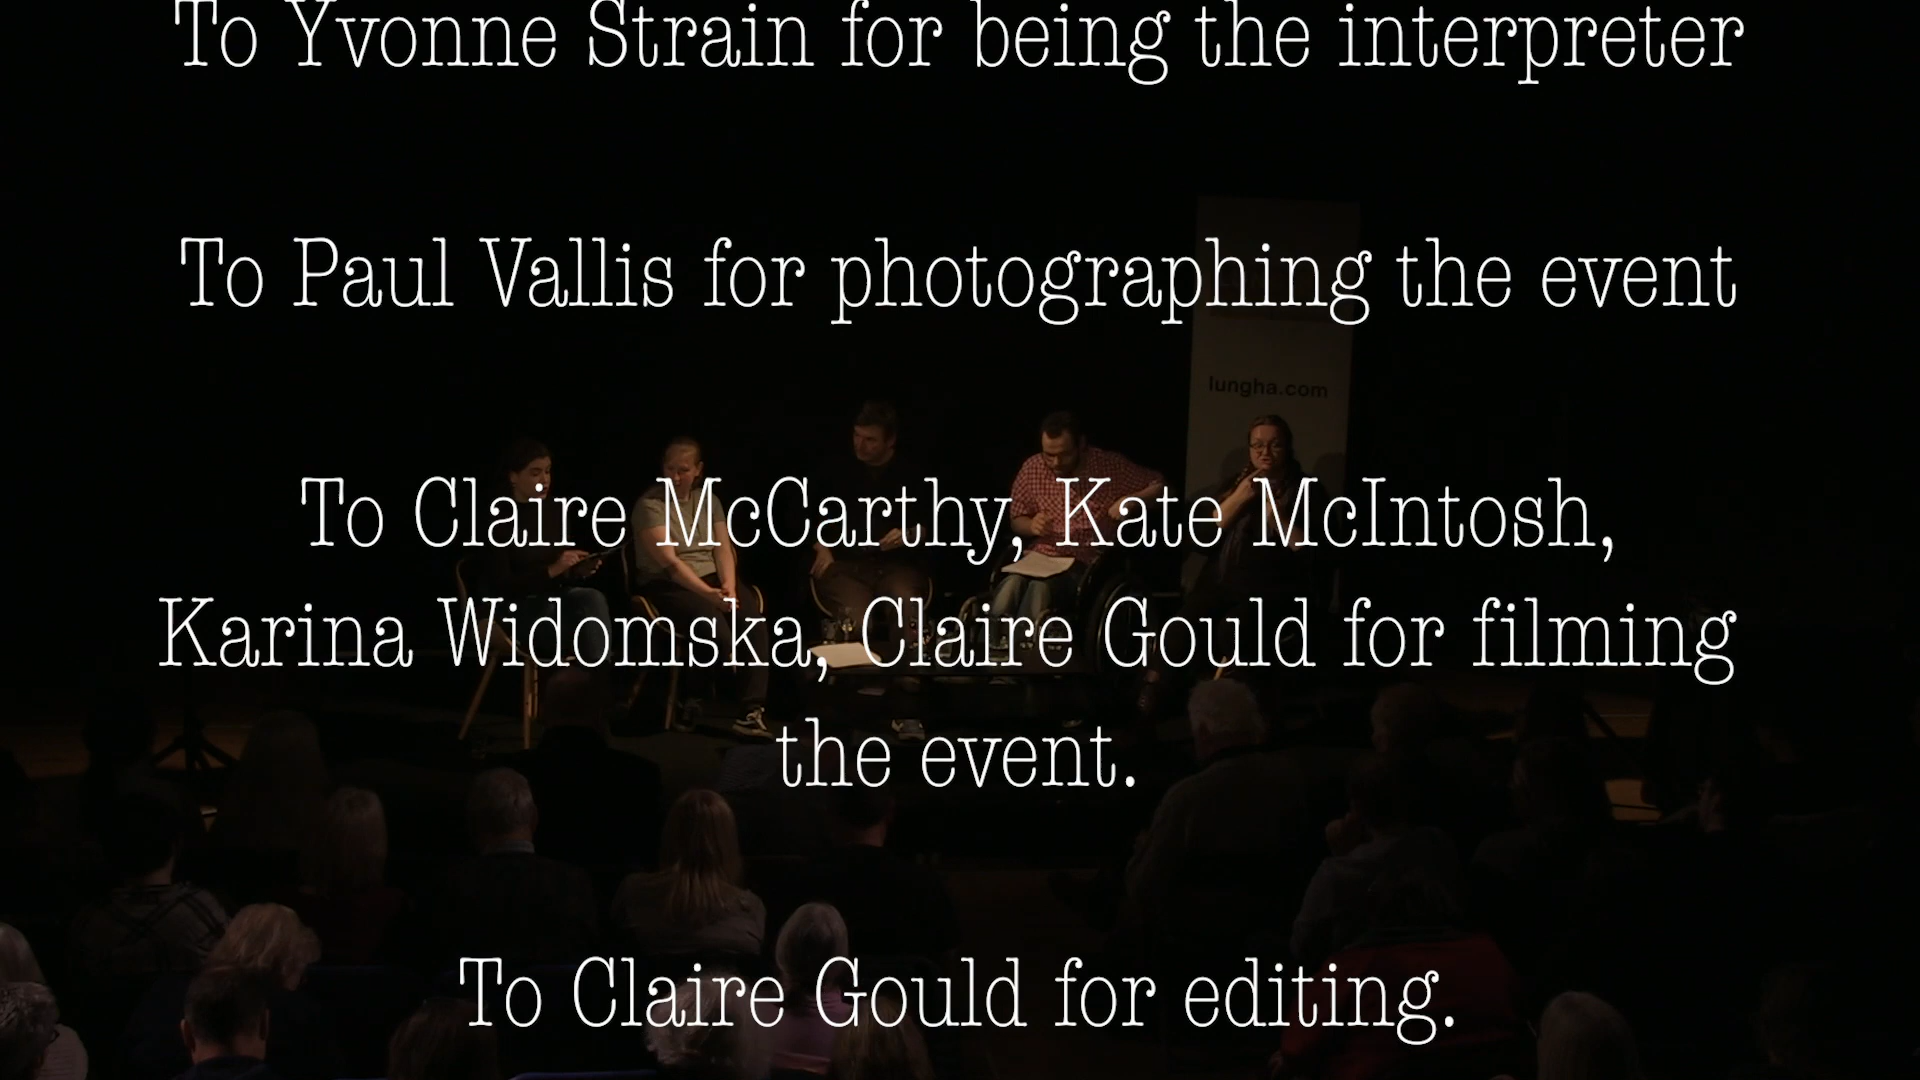 To Yvonne Strain for being the interpreter
To Paul Vallis for photographing the event
lungha.com
To Claire McCarthy, Kate McIntosh,
Karina Widomska, Claire Gould for filming
the event.
To Claire Gould for editing.